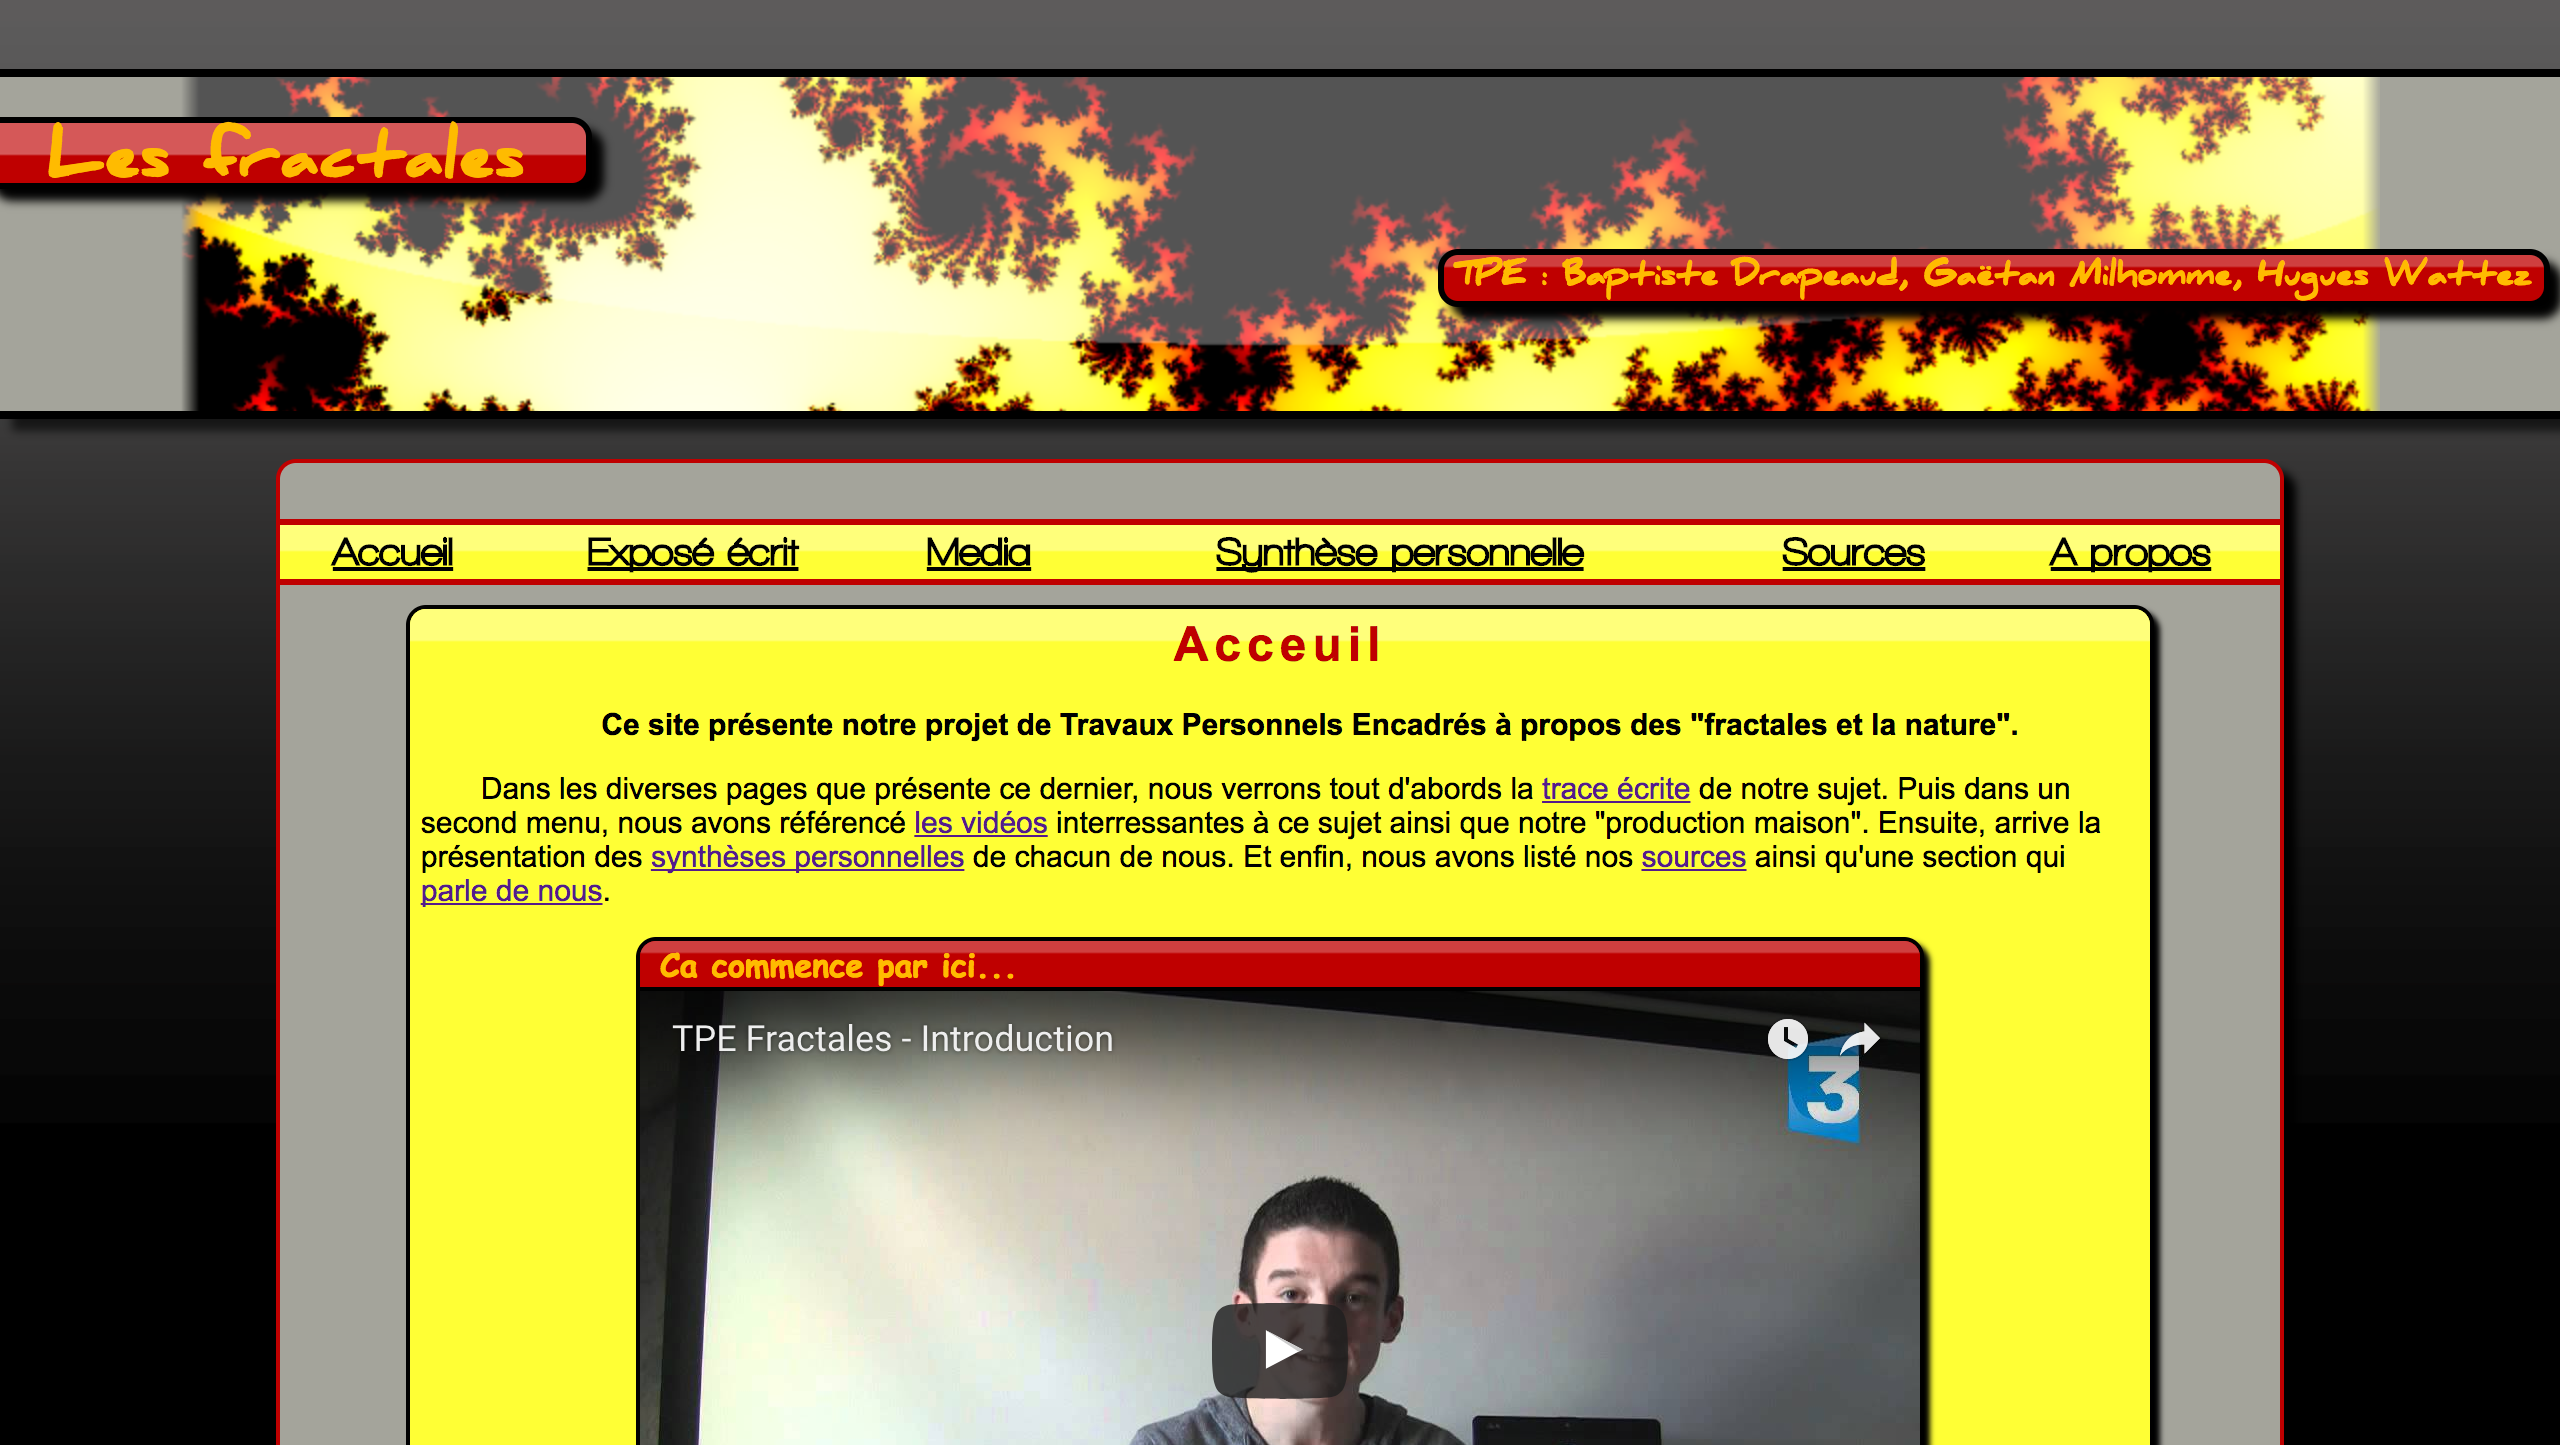 Les fractales
TPE : Baptiste Drapeaud, Gaëtan Milhomme, Hugues Wattez
Accueil Exposé écrit Media Synthèse personnelle Sources A propos
Acceuil
Ce site présente notre projet de Travaux Personnels Encadrés à propos des "fractales et la nature".
Dans les diverses pages que présente ce dernier, nous verrons tout d'abords la trace écrite de notre sujet. Puis dans un
second menu, nous avons référencé les vidéos interressantes à ce sujet ainsi que notre "production maison". Ensuite, arrive la
présentation des synthèses personnelles de chacun de nous. Et enfin, nous avons listé nos sources ainsi qu'une section qui
parle de nous.
Ca commence par ici...
TPE Fractales - Introduction
3